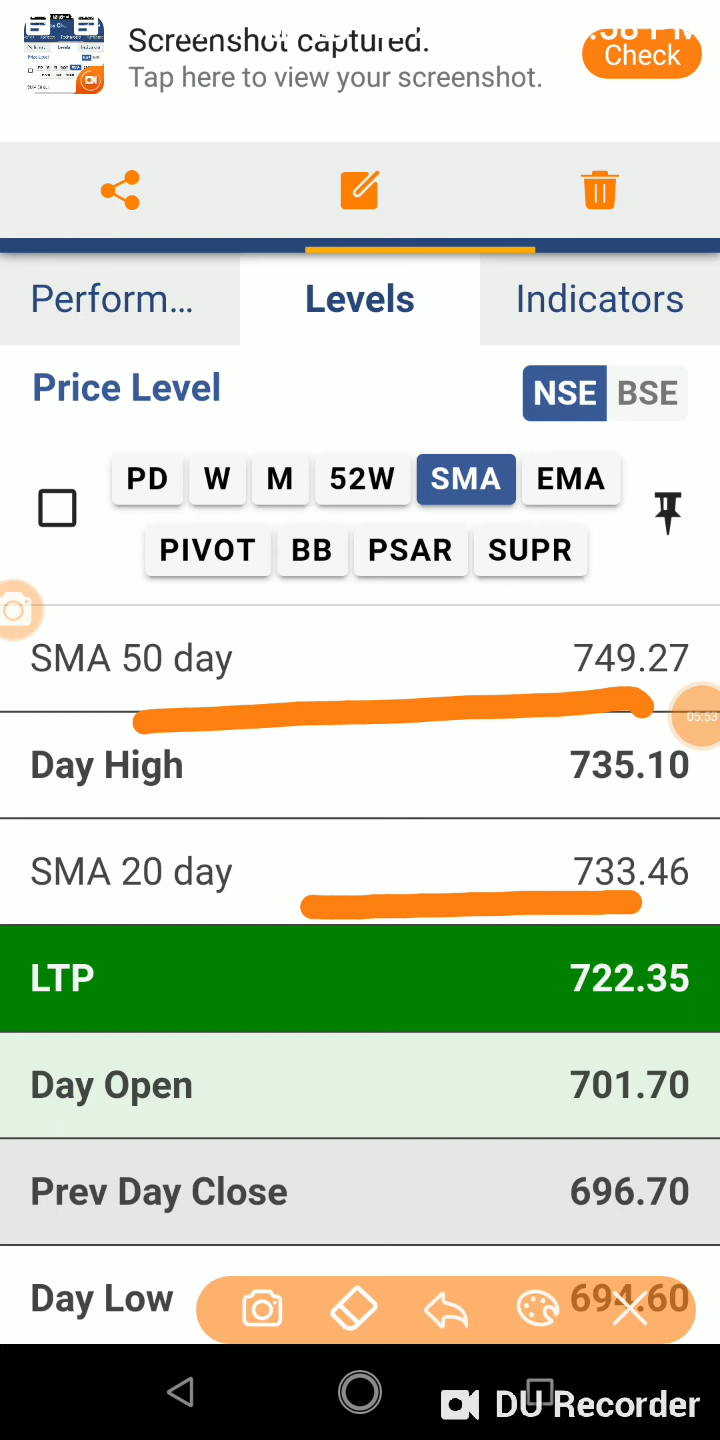 Screenshot captured.
Tap here to view your screenshot.
Check
Perform...
Levels
Indicators
Price Level
NSE BSE
PD W M 52W SMA EMA
PIVOT BB PSAR SUPR
SMA 50 day 749.27
05:53
Day High 735.10
SMA 20 day 733.46
LTP 722.35
Day Open 701.70
Prev Day Close 696.70
Day Low 694.60
DU Recorder